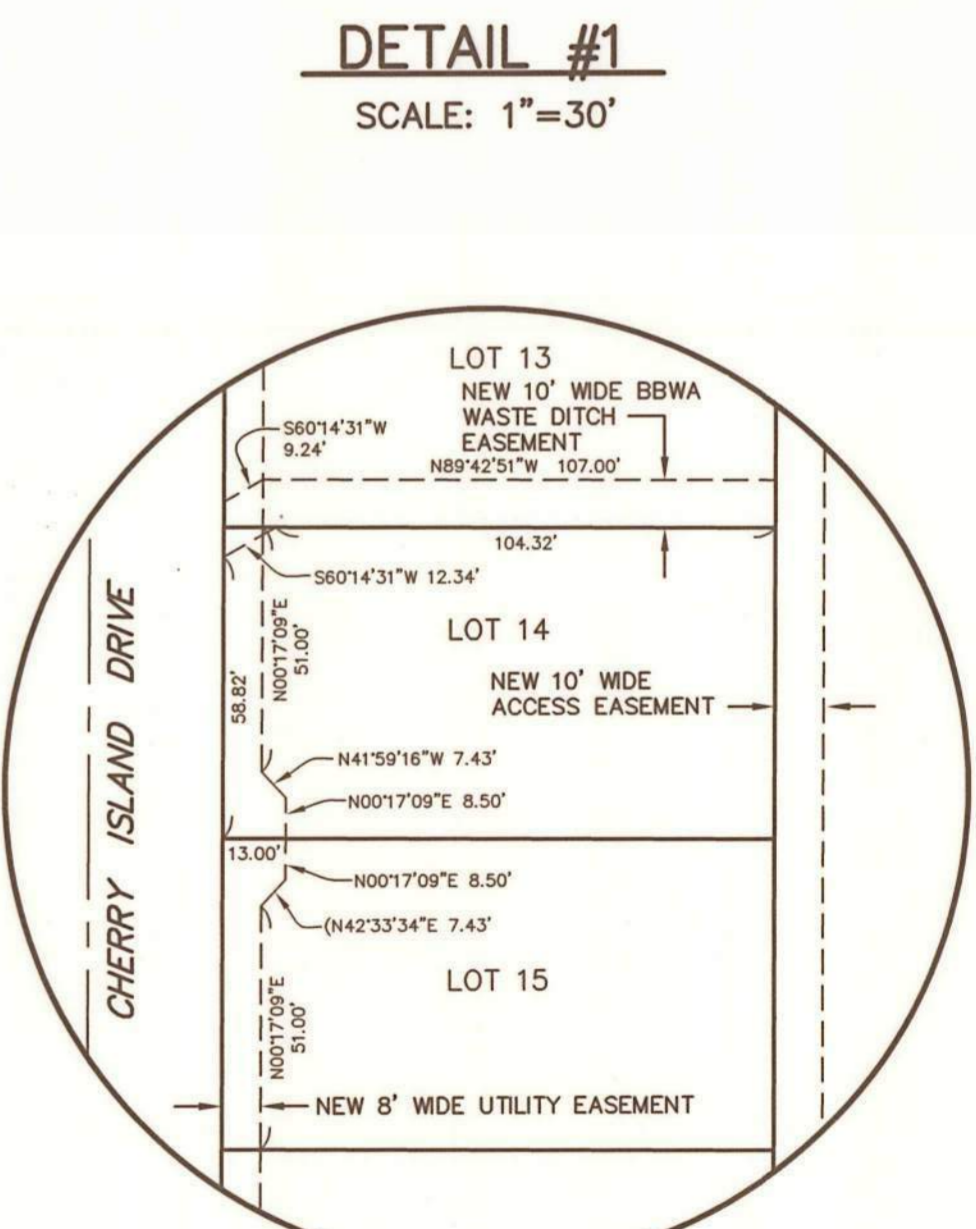 DETAIL #1
SCALE: 1"=30'
LOT 13
NEW 10' WIDE BBWA
WASTE DITCH
EASEMENT
S60°14'31"W
9.24'
N89°42'51"W 107.00'
104.32'
S60°14'31"W 12.34'
N00°17'09"E
51.00'
LOT 14
58.82'
NEW 10' WIDE
ACCESS EASEMENT
CHERRY ISLAND DRIVE
N41°59'16"W 7.43'
N00°17'09"E 8.50'
13.00'
N00°17'09"E 8.50'
(N42°33'34"E 7.43'
LOT 15
N00°17'09"E
51.00'
NEW 8' WIDE UTILITY EASEMENT